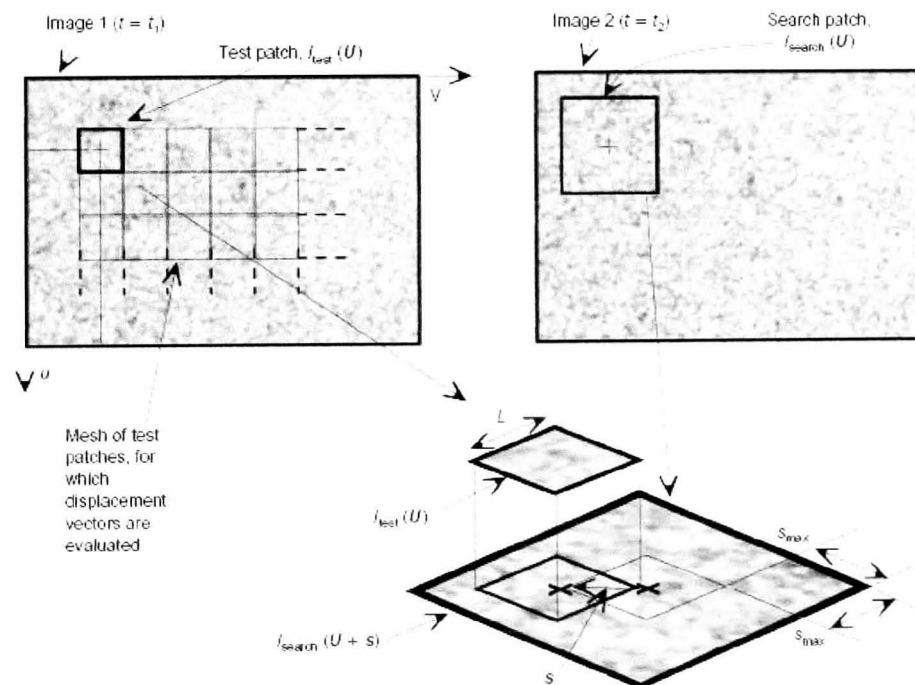 Image 1 (t = t1)
Test patch, Itest (U)
V
u
Mesh of test
patches, for
which
displacement
vectors are
evaluated
Image 2 (t = t2)
Search patch,
Isearch (U)
L
Itest (U)
smax
smax
Isearch (U + s)
s